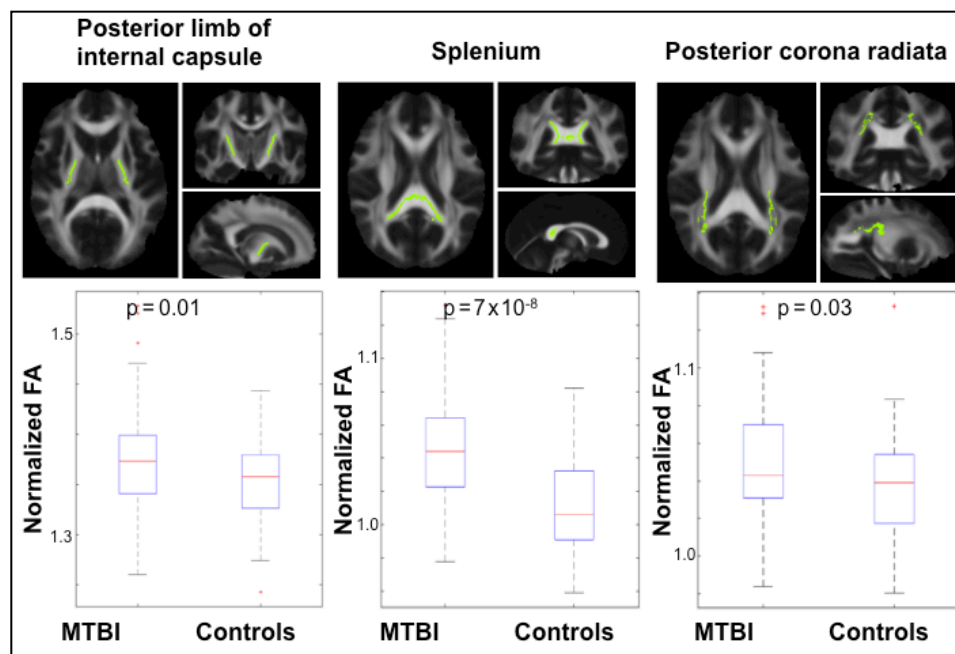 Posterior limb of
internal capsule
Splenium
Posterior corona radiata
p = 0.01
Normalized FA
1.5
1.3
MTBI Controls
p = 7 x 10⁻⁸
Normalized FA
1.1
1.0
MTBI Controls
p = 0.03
Normalized FA
1.1
1.0
MTBI Controls